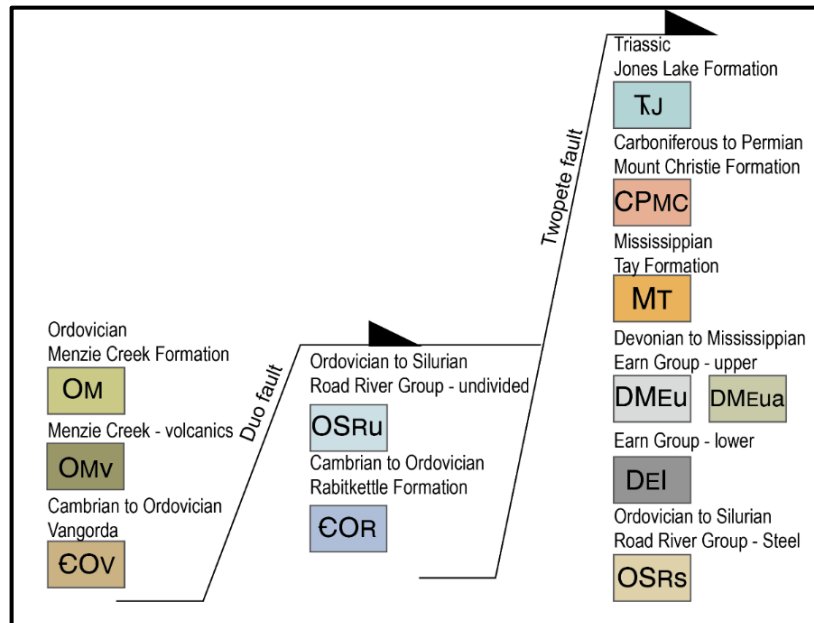 Ordovician
Menzie Creek Formation
OM
Menzie Creek - volcanics
OMv
Cambrian to Ordovician
Vangorda
ЄOv
Duo fault
Ordovician to Silurian
Road River Group - undivided
OSRu
Cambrian to Ordovician
Rabitkettle Formation
ЄOR
Twopete fault
Triassic
Jones Lake Formation
TJ
Carboniferous to Permian
Mount Christie Formation
CPMC
Mississippian
Tay Formation
MT
Devonian to Mississippian
Earn Group - upper
DMEu DMEua
Earn Group - lower
DEl
Ordovician to Silurian
Road River Group - Steel
OSRs